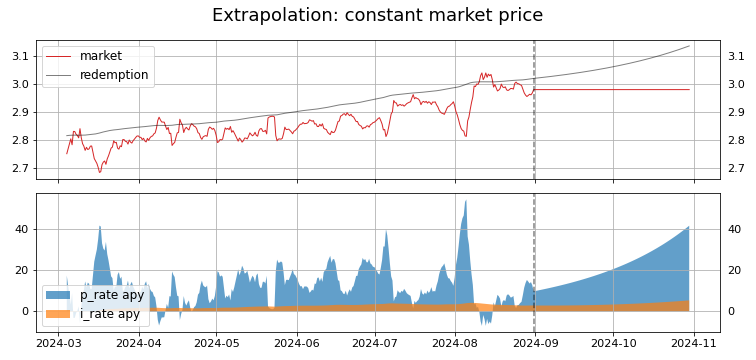 Extrapolation: constant market price
market
redemption
3.1 3.1
3.0 3.0
2.9 2.9
2.8 2.8
2.7 2.7
40 40
20 20
0 0
p_rate apy
i_rate apy
2024-03 2024-04 2024-05 2024-06 2024-07 2024-08 2024-09 2024-10 2024-11